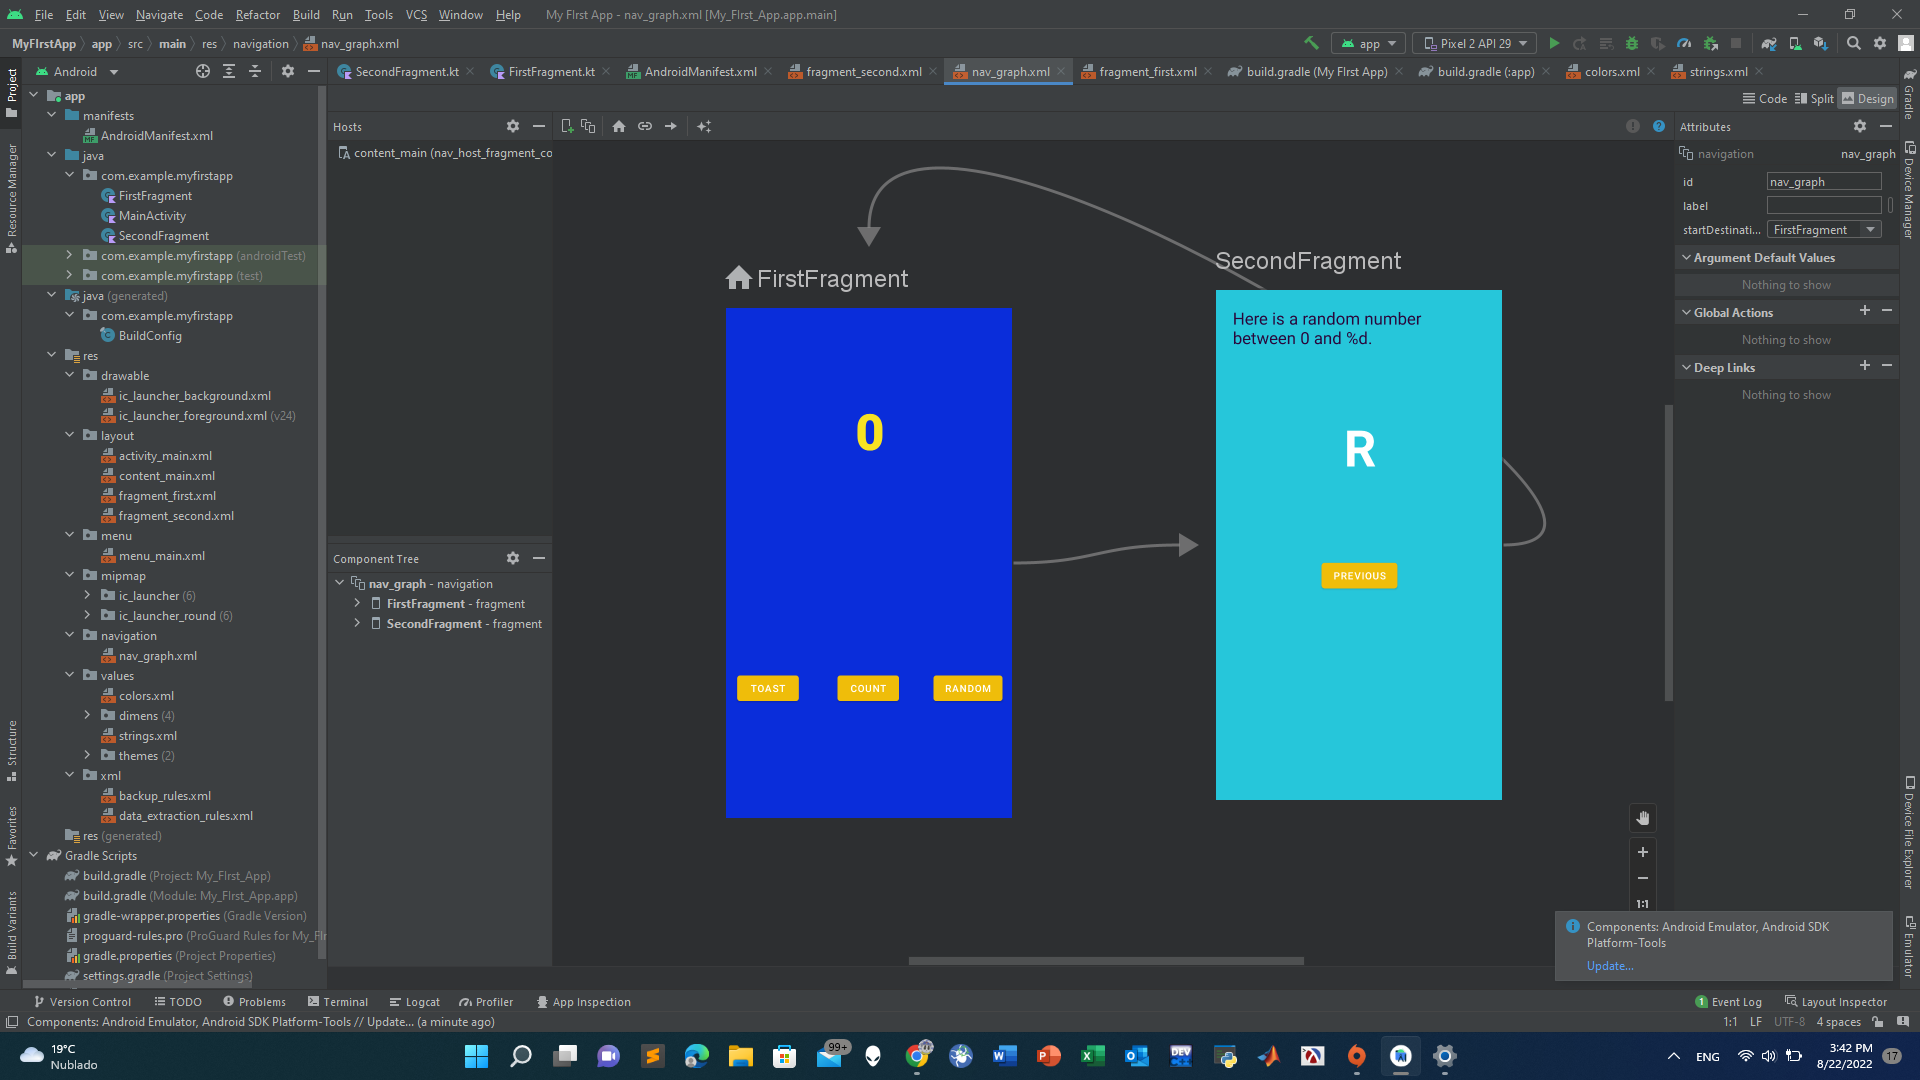 File Edit View Navigate Code Refactor Build Run Tools VCS Window Help My FIrst App - nav_graph.xml [My_FIrst_App.app.main]
MyFIrstApp app src main res navigation nav_graph.xml
app Pixel 2 API 29
Android
SecondFragment.kt FirstFragment.kt AndroidManifest.xml fragment_second.xml nav_graph.xml fragment_first.xml build.gradle (My FIrst App) build.gradle (:app) colors.xml strings.xml
Code Split Design
Project
Resource Manager
Structure
Favorites
Build Variants
app
manifests
AndroidManifest.xml
java
com.example.myfirstapp
FirstFragment
MainActivity
SecondFragment
com.example.myfirstapp (androidTest)
com.example.myfirstapp (test)
java (generated)
com.example.myfirstapp
BuildConfig
res
drawable
ic_launcher_background.xml
ic_launcher_foreground.xml (v24)
layout
activity_main.xml
content_main.xml
fragment_first.xml
fragment_second.xml
menu
menu_main.xml
mipmap
ic_launcher (6)
ic_launcher_round (6)
navigation
nav_graph.xml
values
colors.xml
dimens (4)
strings.xml
themes (2)
xml
backup_rules.xml
data_extraction_rules.xml
res (generated)
Gradle Scripts
build.gradle (Project: My_FIrst_App)
build.gradle (Module: My_FIrst_App.app)
gradle-wrapper.properties (Gradle Version)
proguard-rules.pro (ProGuard Rules for My_FIr
gradle.properties (Project Properties)
settings.gradle (Project Settings)
Hosts
content_main (nav_host_fragment_co
Component Tree
nav_graph - navigation
FirstFragment - fragment
SecondFragment - fragment
FirstFragment
0
TOAST COUNT RANDOM
SecondFragment
Here is a random number
between 0 and %d.
R
PREVIOUS
1:1
Attributes
navigation nav_graph
id nav_graph
label
startDestinati... FirstFragment
Argument Default Values
Nothing to show
Global Actions
Nothing to show
Deep Links
Nothing to show
Gradle
Device Manager
Device File Explorer
Emulator
Components: Android Emulator, Android SDK
Platform-Tools
Update...
Version Control TODO Problems Terminal Logcat Profiler App Inspection 1 Event Log Layout Inspector
Components: Android Emulator, Android SDK Platform-Tools // Update... (a minute ago) 1:1 LF UTF-8 4 spaces
19°C
Nublado
99+
DEV
ENG
3:42 PM
8/22/2022
17